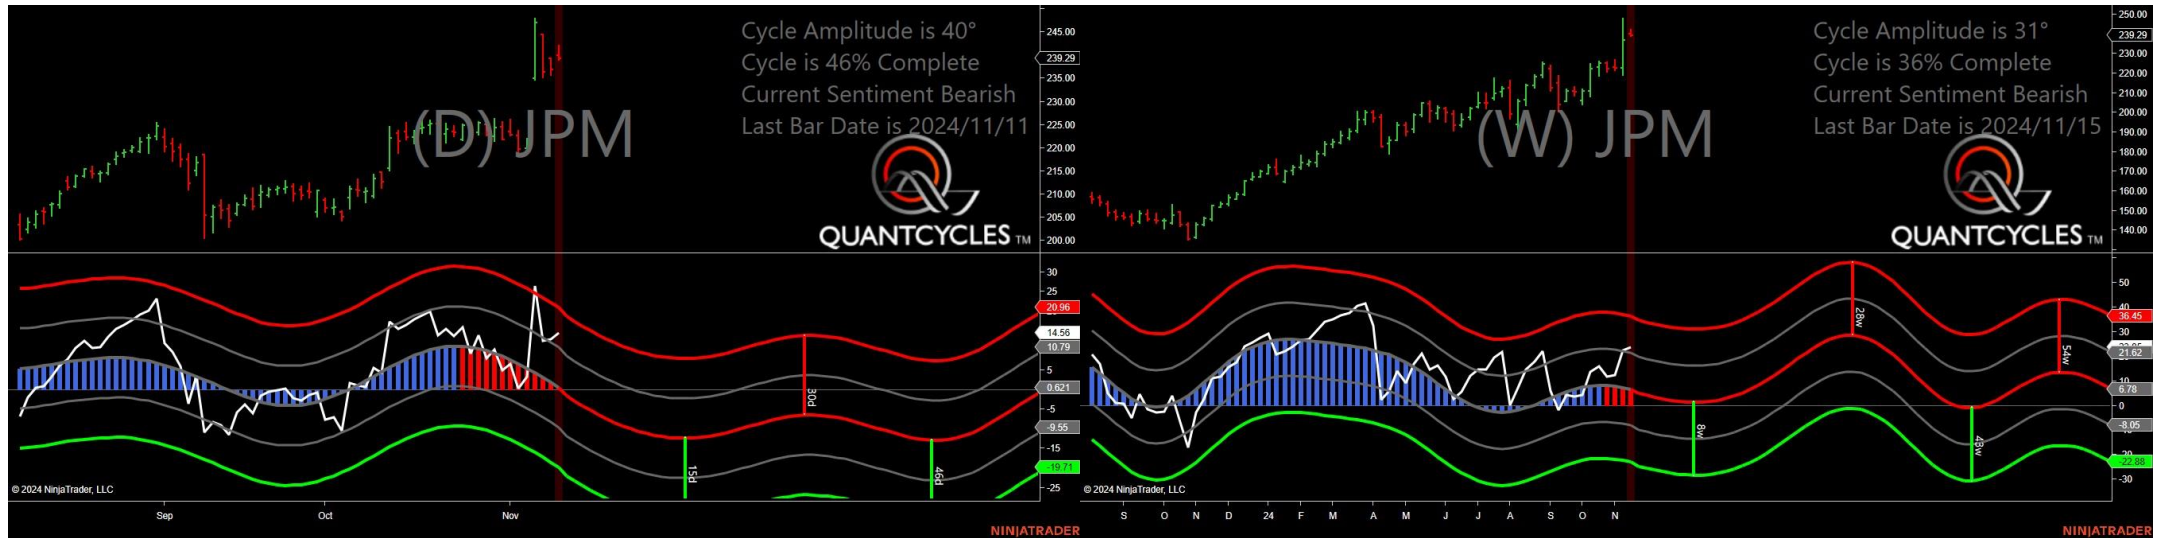 Cycle Amplitude is 40°
Cycle is 46% Complete
Current Sentiment Bearish
Last Bar Date is 2024/11/11
(D) JPM
QUANTCYCLES TM
245.00
239.29
235.00
230.00
225.00
220.00
215.00
210.00
205.00
200.00
30
25
20.96
14.56
10.79
5
0.621
-5
-9.55
-15
-19.71
-25
30d
15d
46d
© 2024 NinjaTrader, LLC
Sep
Oct
Nov
NINJATRADER
Cycle Amplitude is 31°
Cycle is 36% Complete
Current Sentiment Bearish
Last Bar Date is 2024/11/15
(W) JPM
QUANTCYCLES TM
250.00
239.29
230.00
220.00
210.00
200.00
190.00
180.00
170.00
160.00
150.00
140.00
50
40
36.45
30
21.62
10
6.78
0
-8.05
-22.88
-30
28w
54w
8w
43w
© 2024 NinjaTrader, LLC
S
O
N
D
24
F
M
A
M
J
J
A
S
O
N
NINJATRADER